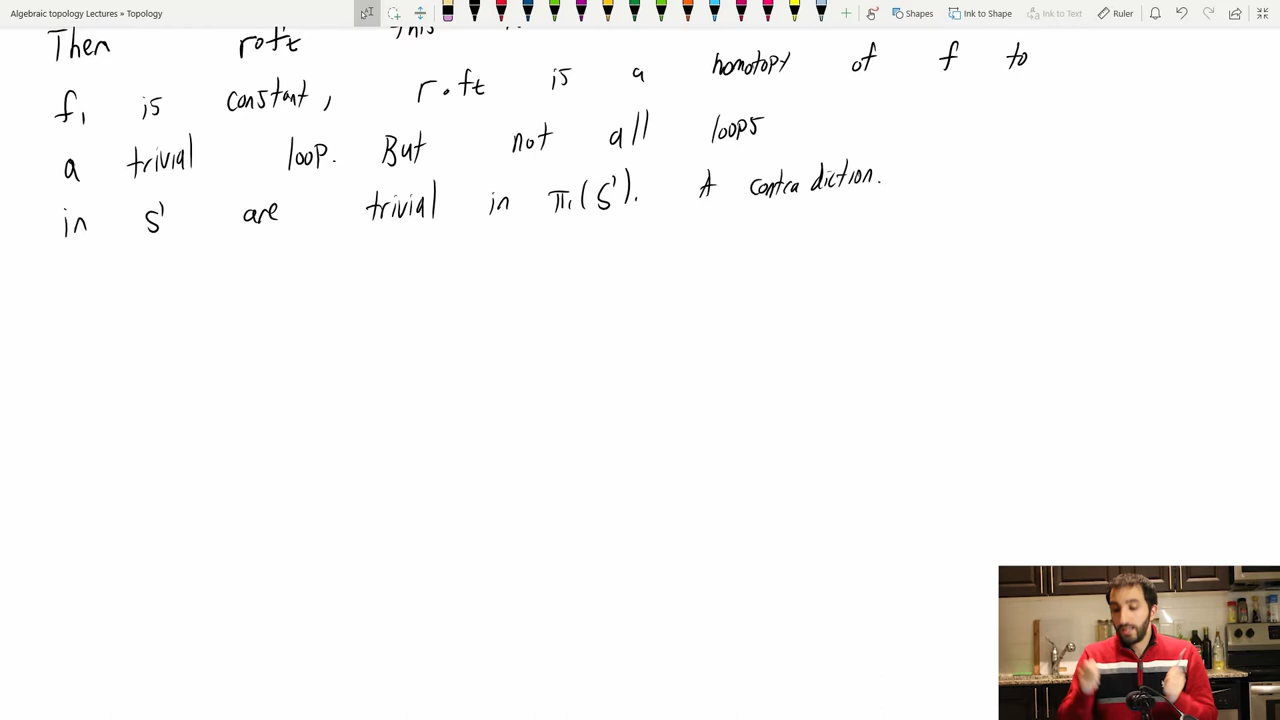 Algebraic topology Lectures – Topology
Shapes
Ink to Shape
Ink to Text
Ruler
Then r∘fₜ this
f₁ is constant, r∘fₜ is a homotopy of f to
a trivial loop. But not all loops
in S¹ are trivial in π₁(S¹). A contradiction.